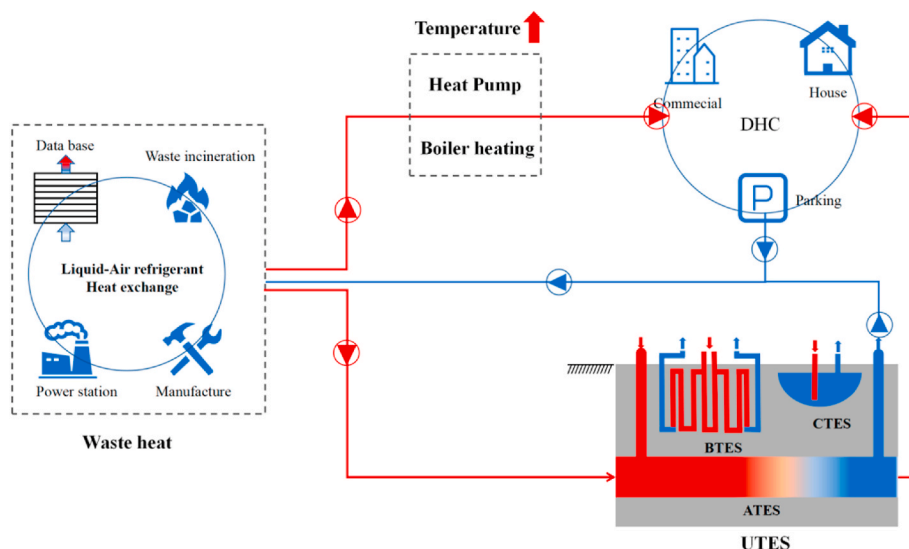 Temperature
Heat Pump
Boiler heating
Commecial
House
DHC
P
Parking
Data base
Waste incineration
Liquid-Air refrigerant
Heat exchange
Power station
Manufacture
Waste heat
BTES
CTES
ATES
UTES